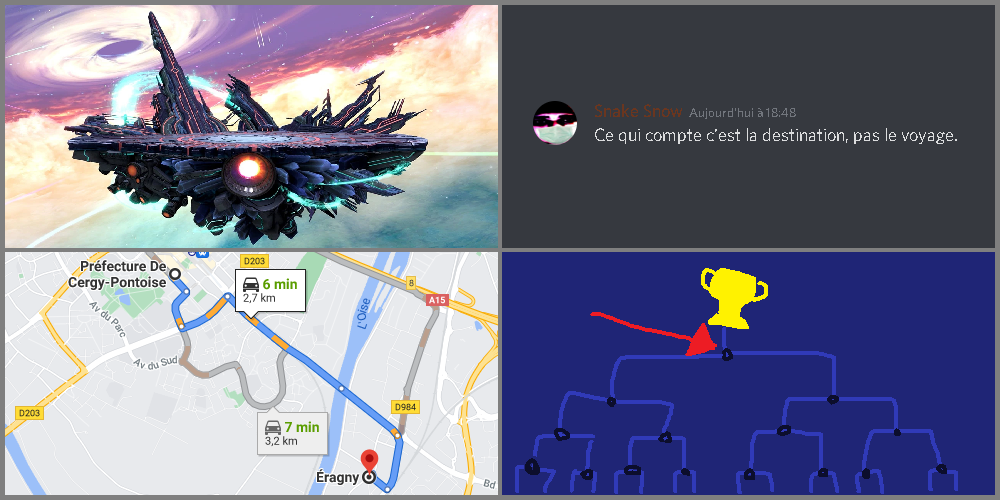 Snake Snow Aujourd'hui à 18:48
Ce qui compte c'est la destination, pas le voyage.
Préfecture De
Cergy-Pontoise
D203
6 min
2,7 km
8
A15
L'Oise
Av du Parc
Av du Sud
D203
D984
7 min
3,2 km
Éragny
Bd